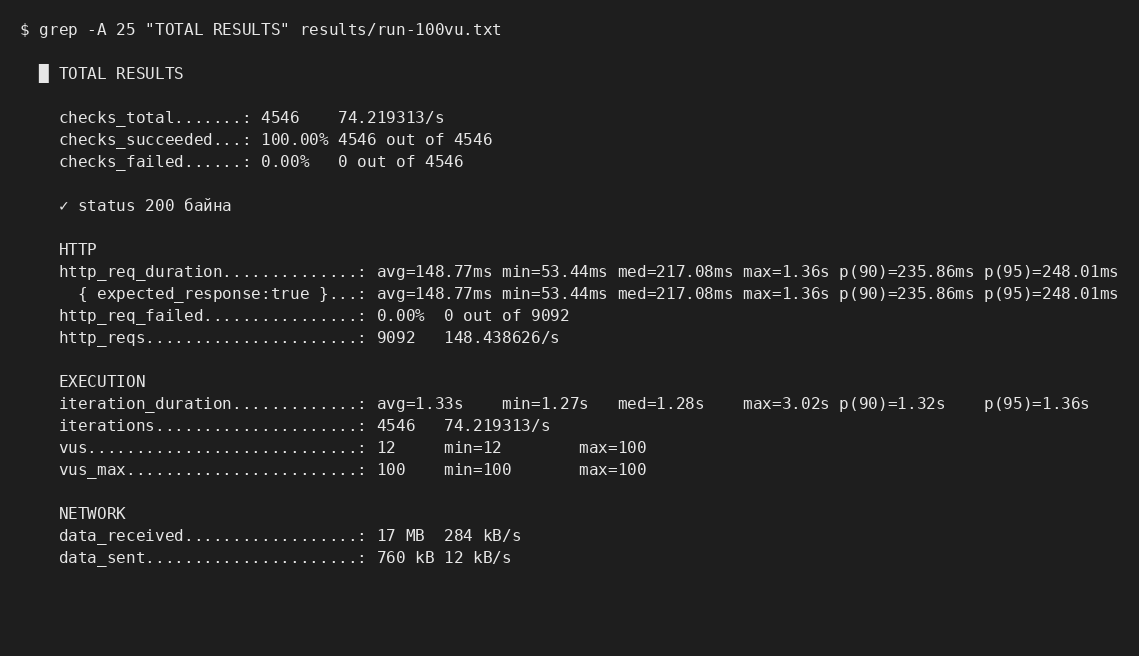 $ grep -A 25 "TOTAL RESULTS" results/run-100vu.txt
█ TOTAL RESULTS
checks_total.......: 4546    74.219313/s
checks_succeeded...: 100.00% 4546 out of 4546
checks_failed......: 0.00%   0 out of 4546
✓ status 200 байна
HTTP
http_req_duration..............: avg=148.77ms min=53.44ms med=217.08ms max=1.36s p(90)=235.86ms p(95)=248.01ms
{ expected_response:true }...: avg=148.77ms min=53.44ms med=217.08ms max=1.36s p(90)=235.86ms p(95)=248.01ms
http_req_failed................: 0.00%  0 out of 9092
http_reqs......................: 9092   148.438626/s
EXECUTION
iteration_duration.............: avg=1.33s    min=1.27s   med=1.28s    max=3.02s p(90)=1.32s    p(95)=1.36s
iterations.....................: 4546   74.219313/s
vus............................: 12     min=12        max=100
vus_max........................: 100    min=100       max=100
NETWORK
data_received..................: 17 MB  284 kB/s
data_sent......................: 760 kB 12 kB/s